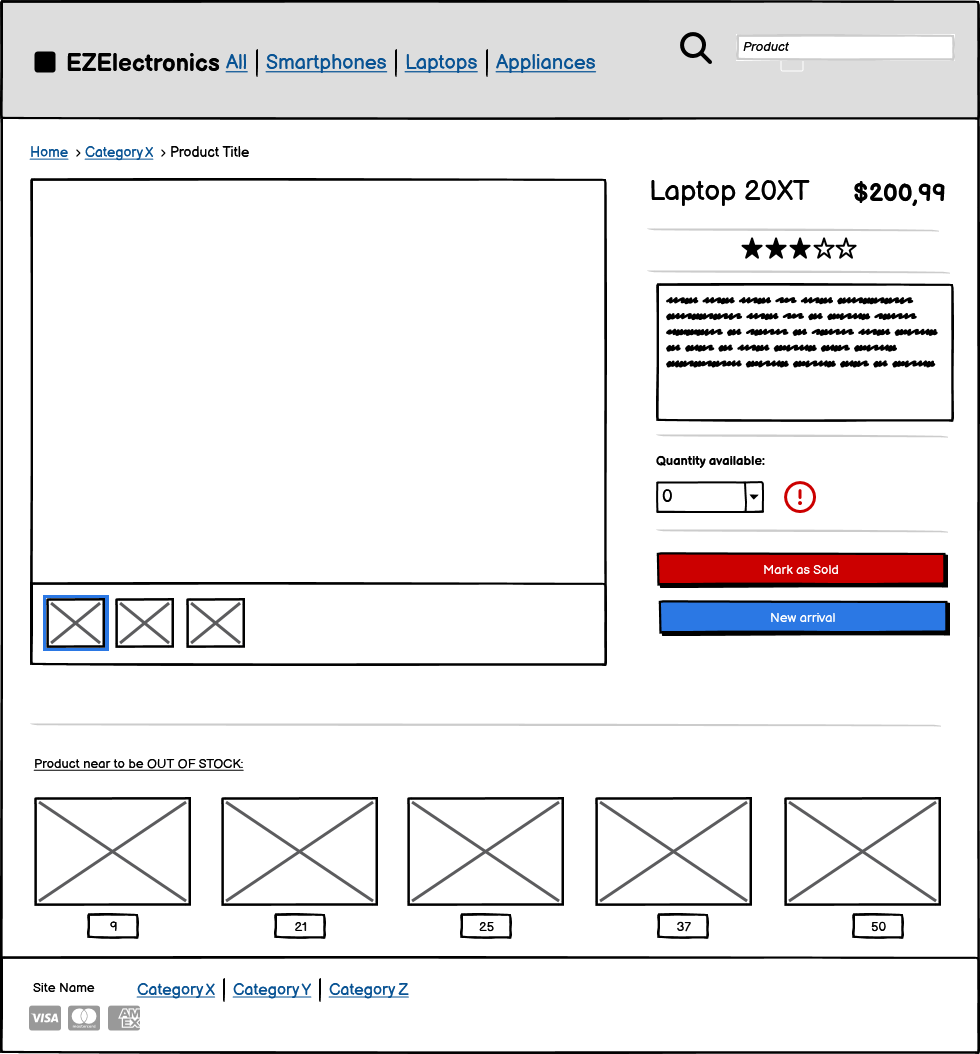 EZElectronics All Smartphones Laptops Appliances
Product
Home > Category X > Product Title
Laptop 20XT $200,99
Quantity available:
0
Mark as Sold
New arrival
Product near to be OUT OF STOCK:
9 21 25 37 50
Site Name Category X Category Y Category Z
VISA AM EX